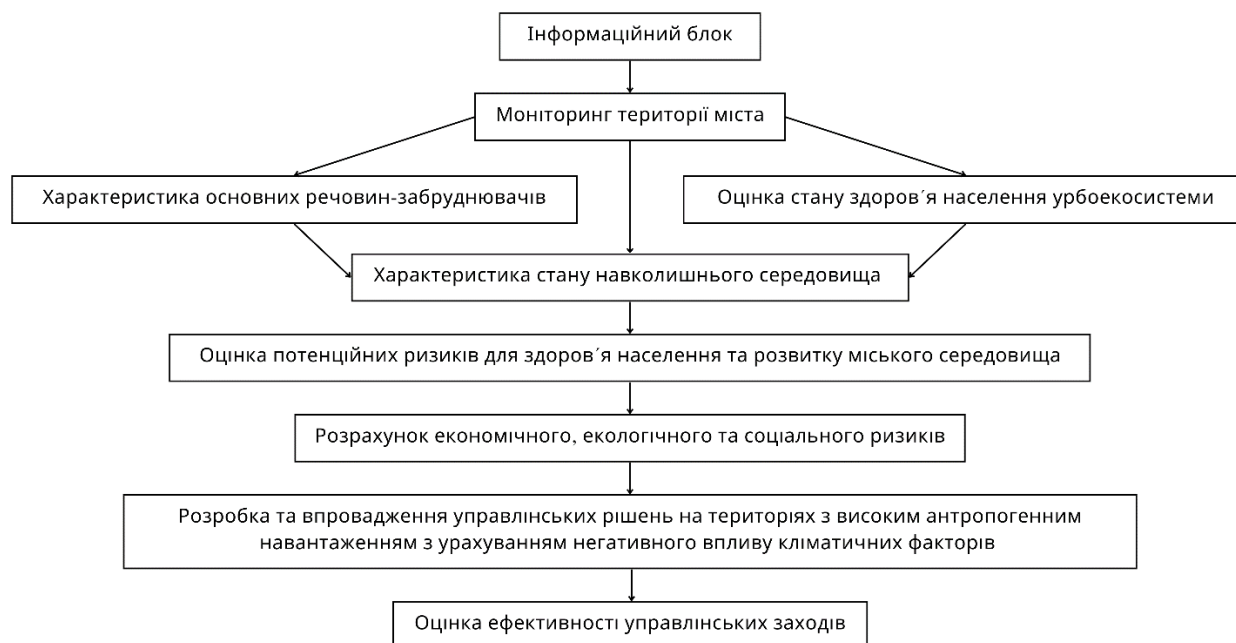 Інформаційний блок
Моніторинг території міста
Характеристика основних речовин-забруднювачів
Оцінка стану здоров´я населення урбоекосистеми
Характеристика стану навколишнього середовища
Оцінка потенційних ризиків для здоров´я населення та розвитку міського середовища
Розрахунок економічного, екологічного та соціального ризиків
Розробка та впровадження управлінських рішень на територіях з високим антропогенним
навантаженням з урахуванням негативного впливу кліматичних факторів
Оцінка ефективності управлінських заходів